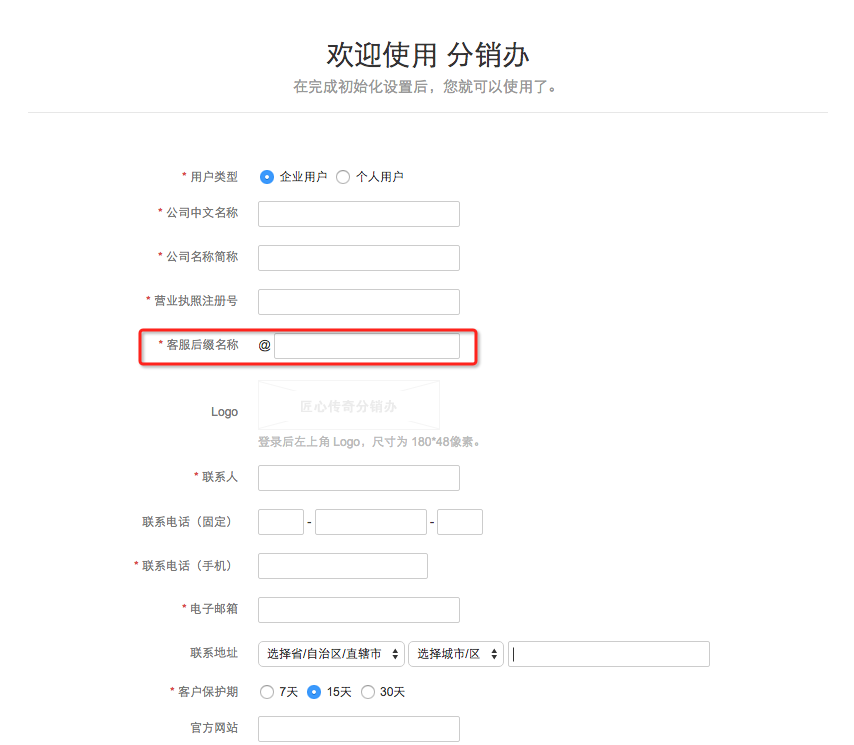 欢迎使用 分销办
在完成初始化设置后，您就可以使用了。
* 用户类型 企业用户 个人用户
* 公司中文名称
* 公司名称简称
* 营业执照注册号
* 客服后缀名称 @
匠心传奇分销办
Logo
登录后左上角 Logo，尺寸为 180*48像素。
* 联系人
联系电话（固定） - -
* 联系电话（手机）
* 电子邮箱
联系地址 选择省/自治区/直辖市 选择城市/区
* 客户保护期 7天 15天 30天
官方网站